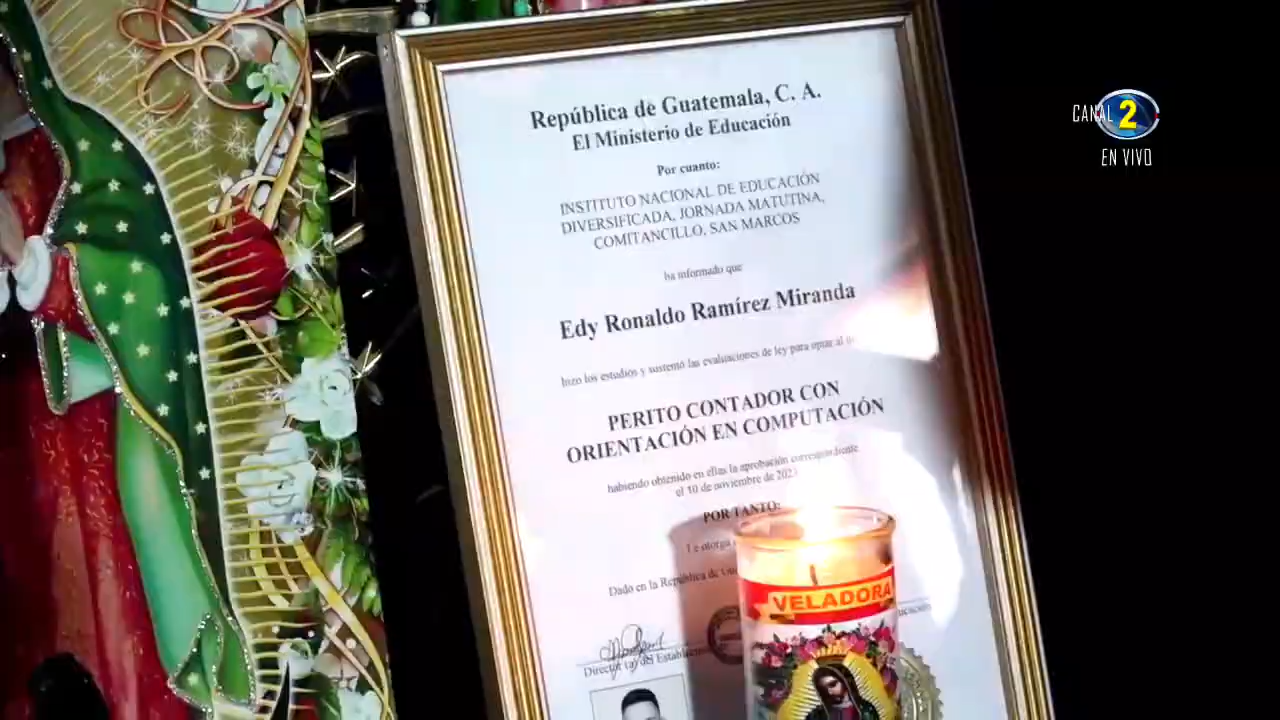 República de Guatemala, C. A.
El Ministerio de Educación
Por cuanto:
INSTITUTO NACIONAL DE EDUCACIÓN
DIVERSIFICADA, JORNADA MATUTINA,
COMITANCILLO, SAN MARCOS
ha informado que
Edy Ronaldo Ramírez Miranda
hizo los estudios y sustentó las evaluaciones de ley para optar al
PERITO CONTADOR CON
ORIENTACIÓN EN COMPUTACIÓN
habiendo obtenido en ellas la aprobación correspondiente
el 10 de noviembre de 2023
POR TANTO:
Le otorga
Dado en la República de
Director (a) del
VELADORA
CANAL 2
EN VIVO